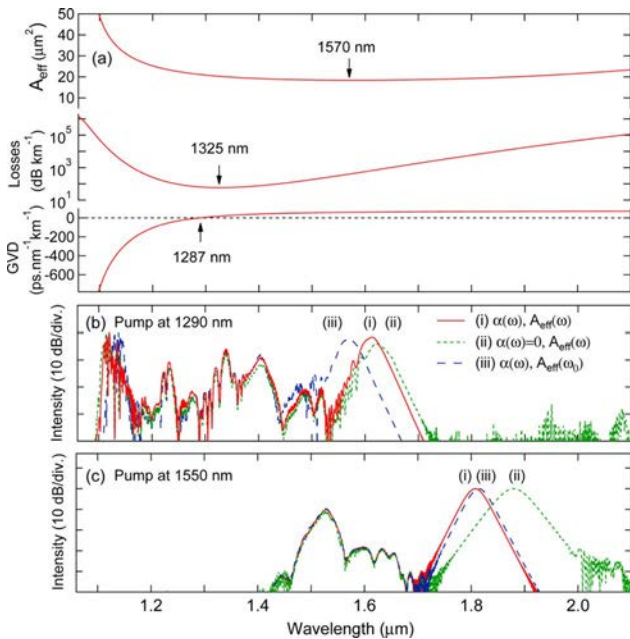 50
40
30
20
10
A_eff (μm²)
(a)
1570 nm
10⁵
10³
10¹
Losses
(dB km⁻¹)
1325 nm
0
-200
-400
-600
GVD
(ps.nm⁻¹km⁻¹)
1287 nm
Intensity (10 dB/div.)
(b) Pump at 1290 nm
(iii) (i) (ii)
(i) α(ω), A_eff(ω)
(ii) α(ω)=0, A_eff(ω)
(iii) α(ω), A_eff(ω₀)
Intensity (10 dB/div.)
(c) Pump at 1550 nm
(i) (iii) (ii)
1.2 1.4 1.6 1.8 2.0
Wavelength (μm)